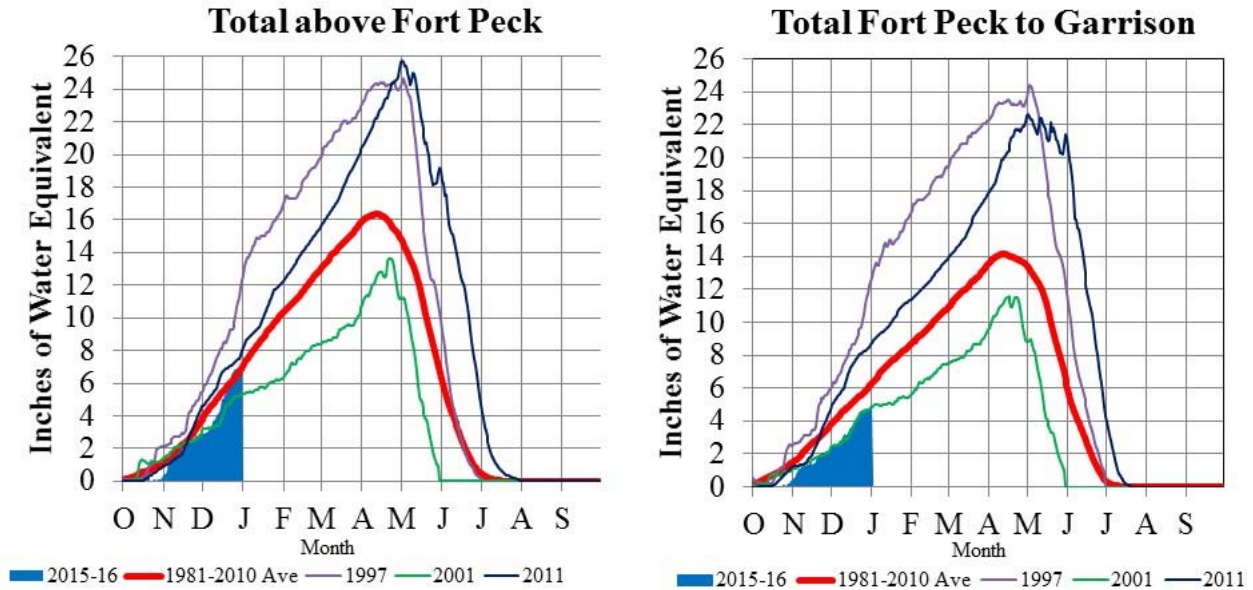 Total above Fort Peck
Inches of Water Equivalent
26
24
22
20
18
16
14
12
10
8
6
4
2
0
O N D J F M A M J J A S
Month
2015-16 1981-2010 Ave 1997 2001 2011
Total Fort Peck to Garrison
Inches of Water Equivalent
26
24
22
20
18
16
14
12
10
8
6
4
2
0
O N D J F M A M J J A S
Month
2015-16 1981-2010 Ave 1997 2001 2011